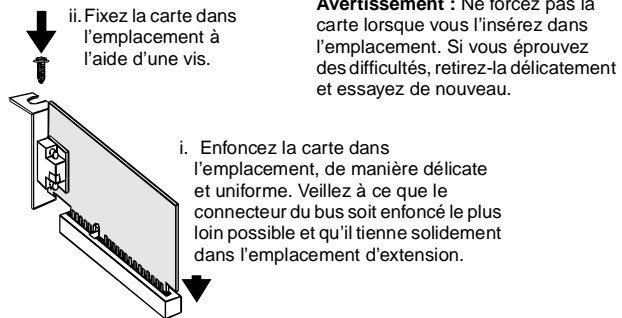 ii. Fixez la carte dans
l'emplacement à
l'aide d'une vis.
Avertissement : Ne forcez pas la
carte lorsque vous l'insérez dans
l'emplacement. Si vous éprouvez
des difficultés, retirez-la délicatement
et essayez de nouveau.
i. Enfoncez la carte dans
l'emplacement, de manière délicate
et uniforme. Veillez à ce que le
connecteur du bus soit enfoncé le plus
loin possible et qu'il tienne solidement
dans l'emplacement d'extension.